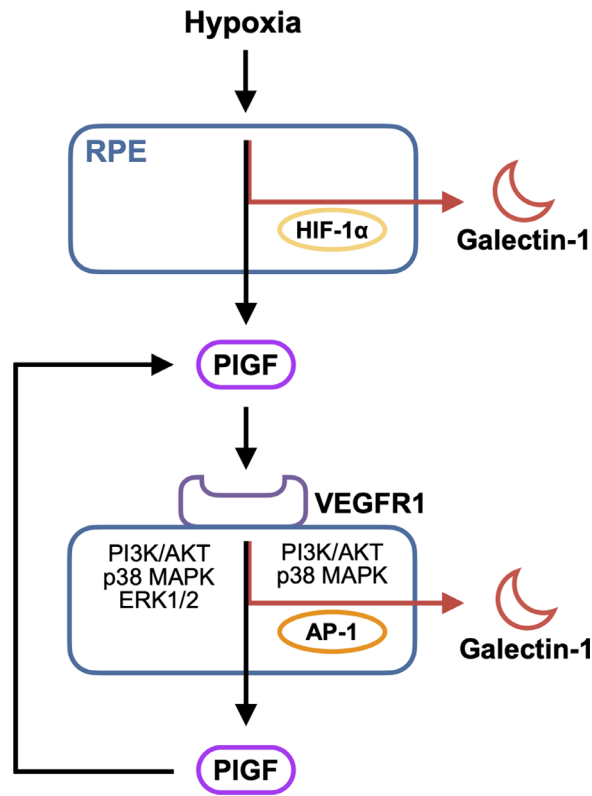 Hypoxia
RPE
HIF-1α
Galectin-1
PlGF
VEGFR1
PI3K/AKT
p38 MAPK
ERK1/2
PI3K/AKT
p38 MAPK
AP-1
Galectin-1
PlGF